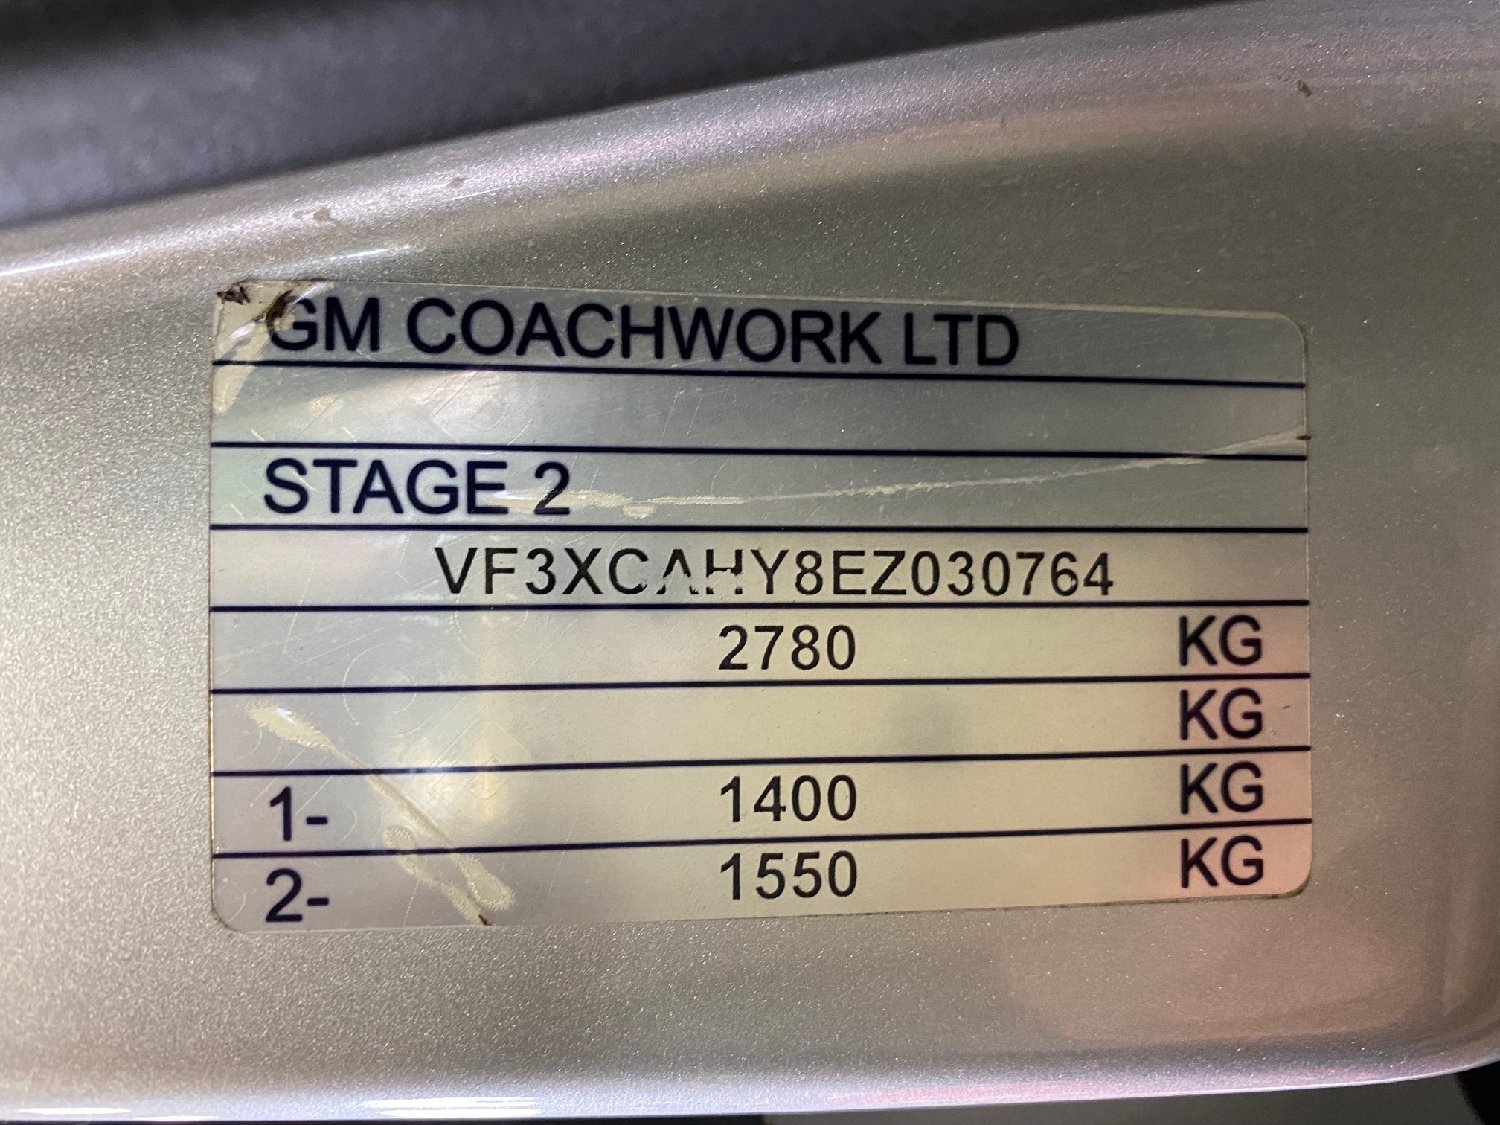 GM COACHWORK LTD
STAGE 2
VF3XCAHY8EZ030764
2780 KG
KG
1- 1400 KG
2- 1550 KG